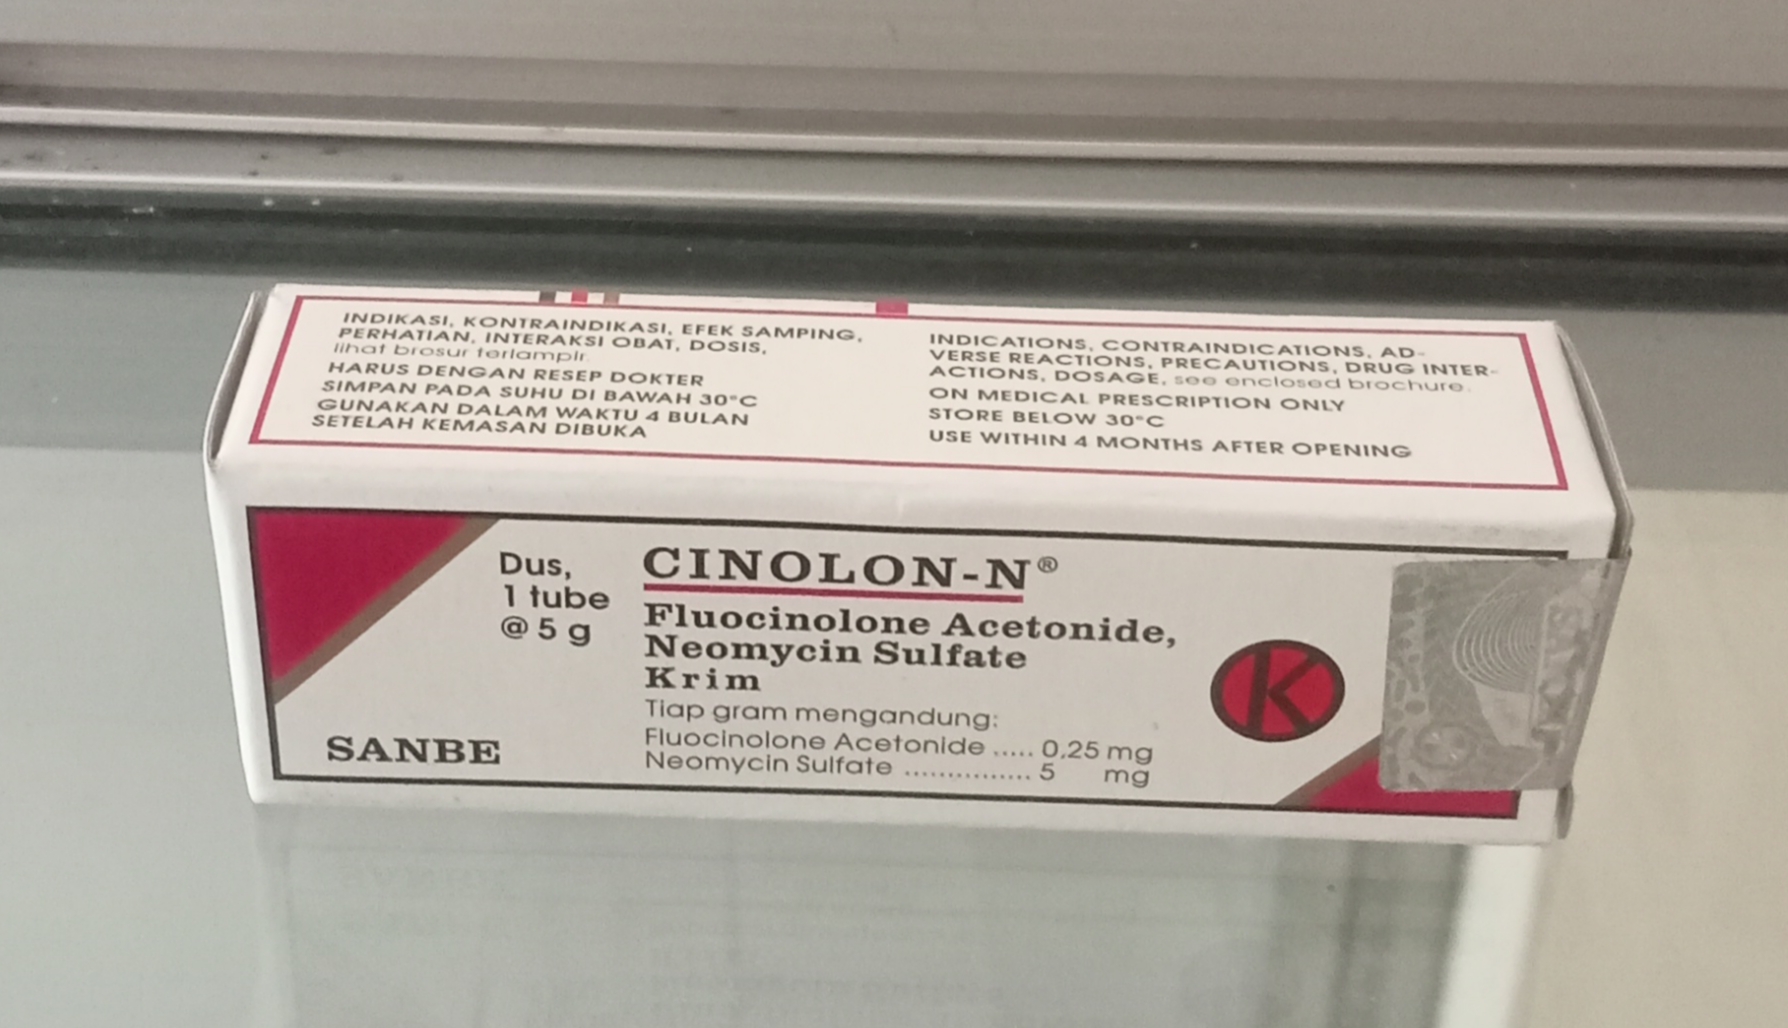 INDIKASI, KONTRAINDIKASI, EFEK SAMPING,
PERHATIAN, INTERAKSI OBAT, DOSIS,
lihat brosur terlampir.
HARUS DENGAN RESEP DOKTER
SIMPAN PADA SUHU DI BAWAH 30°C
GUNAKAN DALAM WAKTU 4 BULAN
SETELAH KEMASAN DIBUKA
INDICATIONS, CONTRAINDICATIONS, AD-
VERSE REACTIONS, PRECAUTIONS, DRUG INTER-
ACTIONS, DOSAGE, see enclosed brochure.
ON MEDICAL PRESCRIPTION ONLY
STORE BELOW 30°C
USE WITHIN 4 MONTHS AFTER OPENING
Dus,
1 tube
@ 5 g
CINOLON-N®
Fluocinolone Acetonide,
Neomycin Sulfate
Krim
Tiap gram mengandung:
Fluocinolone Acetonide ..... 0,25 mg
Neomycin Sulfate ............... 5 mg
SANBE
K